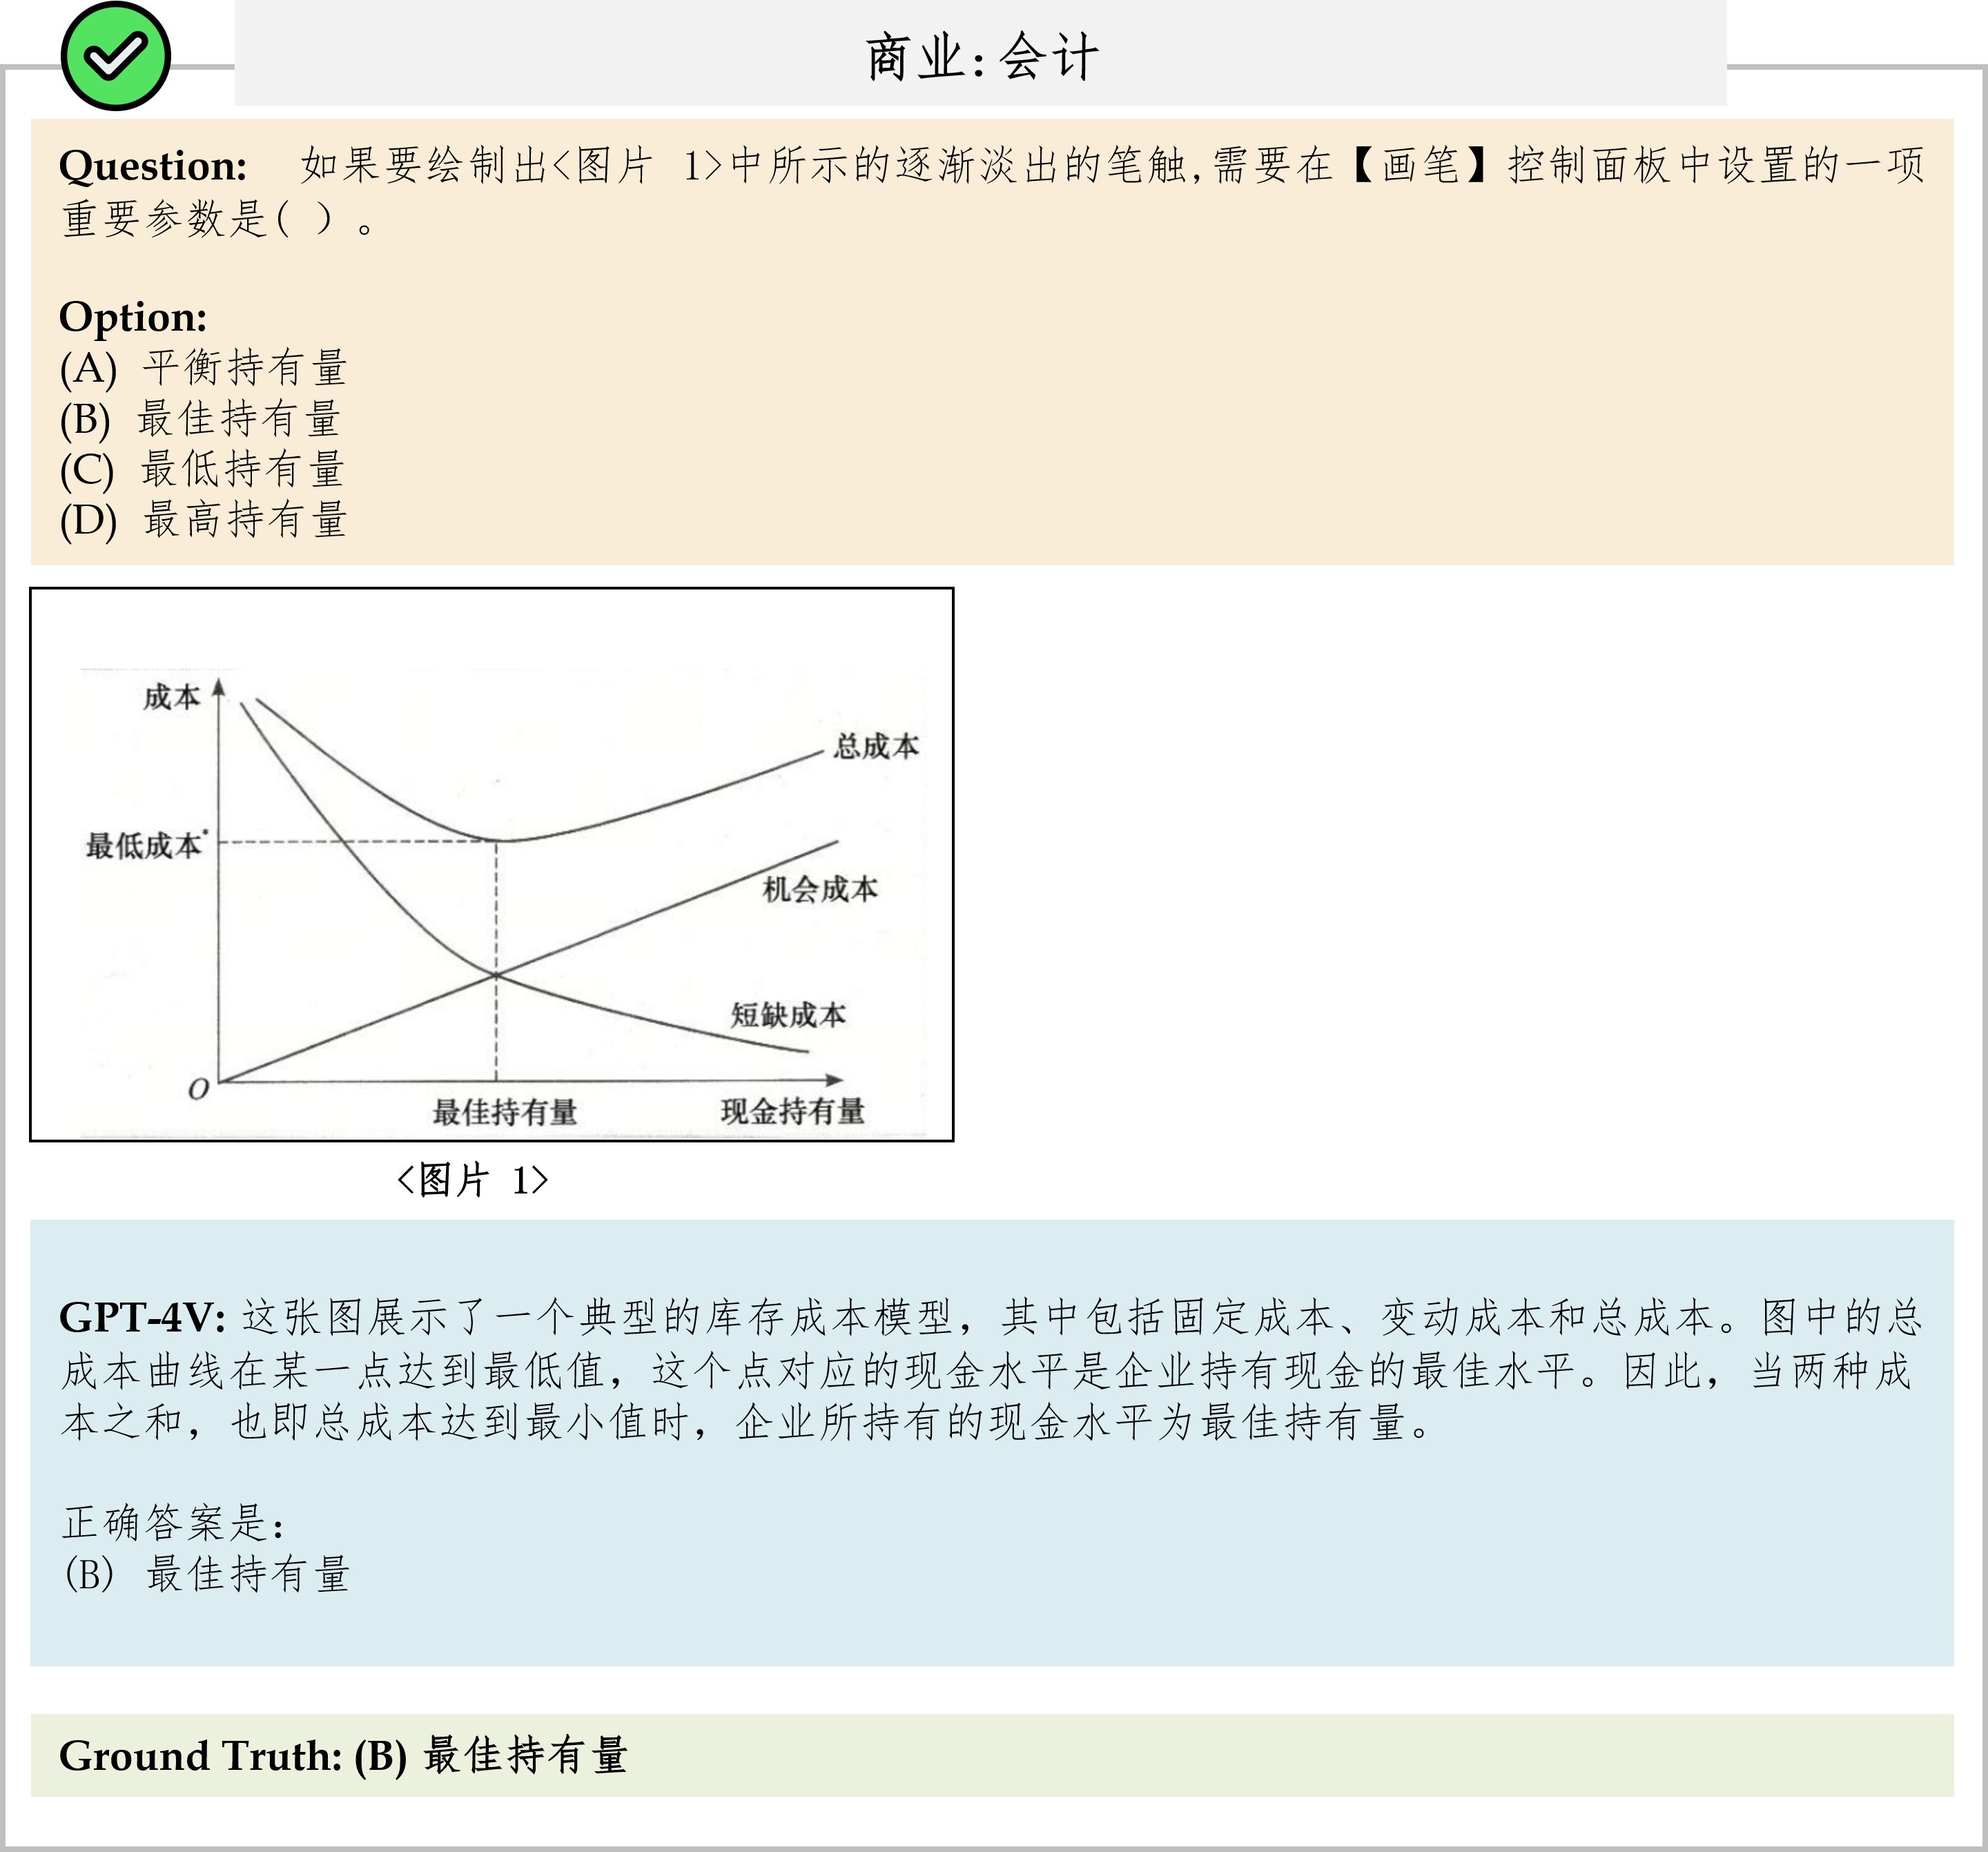 商业:会计
Question: 如果要绘制出<图片 1>中所示的逐渐淡出的笔触,需要在【画笔】控制面板中设置的一项
重要参数是( )。
Option:
(A) 平衡持有量
(B) 最佳持有量
(C) 最低持有量
(D) 最高持有量
成本
总成本
最低成本*
机会成本
短缺成本
O
最佳持有量 现金持有量
<图片 1>
GPT-4V: 这张图展示了一个典型的库存成本模型，其中包括固定成本、变动成本和总成本。图中的总
成本曲线在某一点达到最低值，这个点对应的现金水平是企业持有现金的最佳水平。因此，当两种成
本之和，也即总成本达到最小值时，企业所持有的现金水平为最佳持有量。
正确答案是：
(B) 最佳持有量
Ground Truth: (B) 最佳持有量